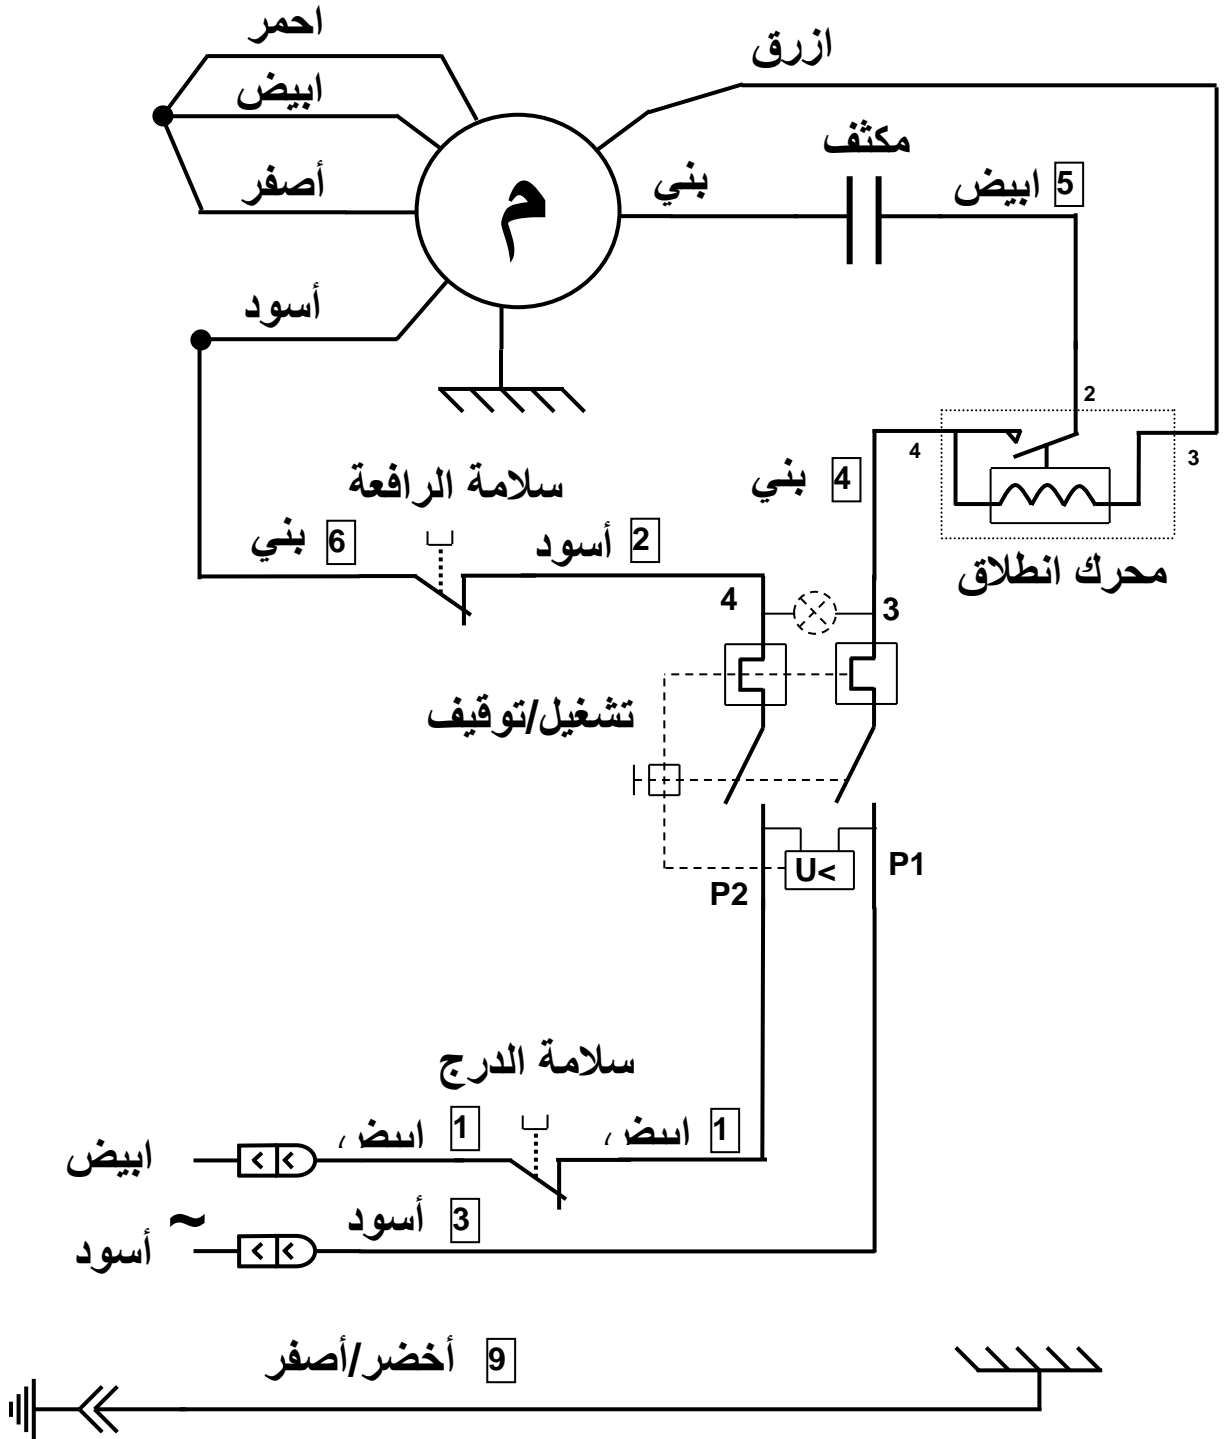 احمر
ازرق
ابيض
مكثف
أصفر
م
بني
ابيض 5
أسود
2
4
3
سلامة الرافعة
بني 4
بني 6
أسود 2
محرك انطلاق
4
3
تشغيل/توقيف
U<
P1
P2
سلامة الدرج
ابيض 1
ابيض 1
ابيض
~
أسود 3
أسود
أخضر/أصفر 9